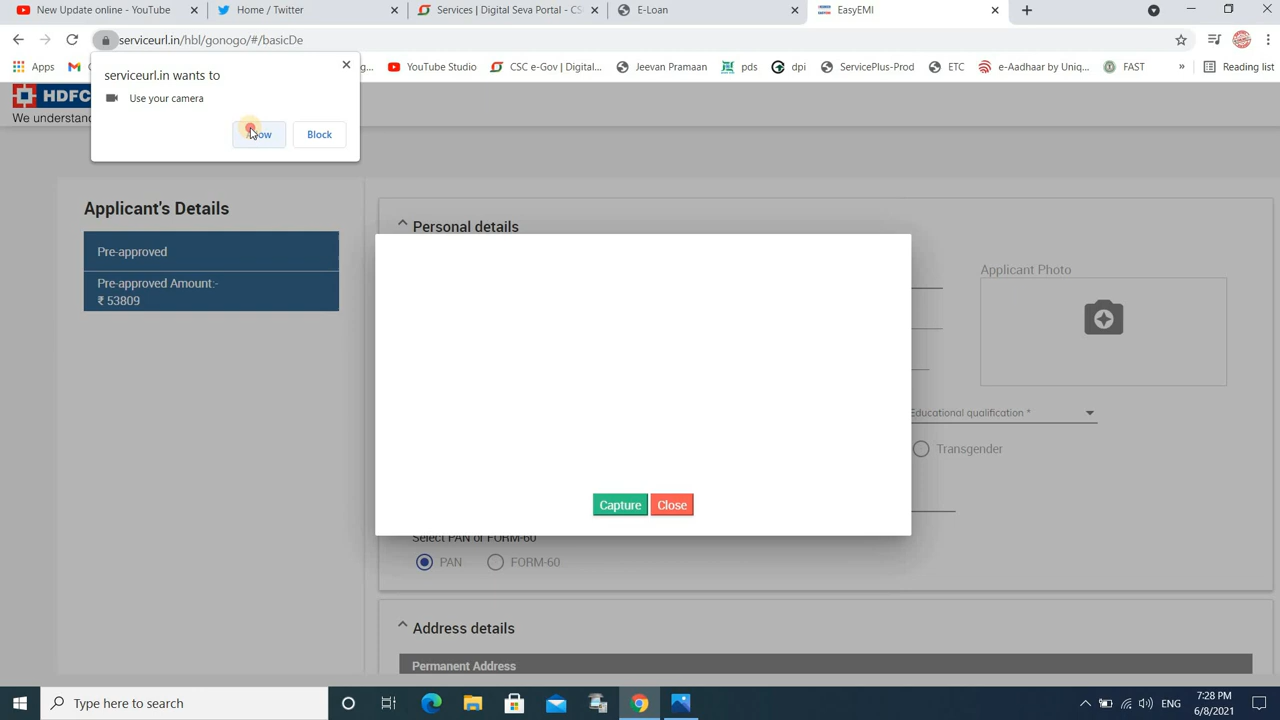 New Update online - YouTube
Home / Twitter
Services | Digital Seva Portal - CS
E-Loan
EasyEMI
serviceurl.in/hbl/gonogo/#/basicDe
Apps
YouTube Studio
CSC e-Gov | Digital...
Jeevan Pramaan
pds
dpi
ServicePlus-Prod
ETC
e-Aadhaar by Uniq...
FAST
»
Reading list
serviceurl.in wants to
Use your camera
Allow
Block
HDFC
We understan
Applicant's Details
Pre-approved
Pre-approved Amount:-
₹ 53809
Personal details
Applicant Photo
Educational qualification *
Transgender
Capture
Close
Select PAN or FORM-60
PAN
FORM-60
Address details
Permanent Address
Type here to search
ENG
7:28 PM
6/8/2021